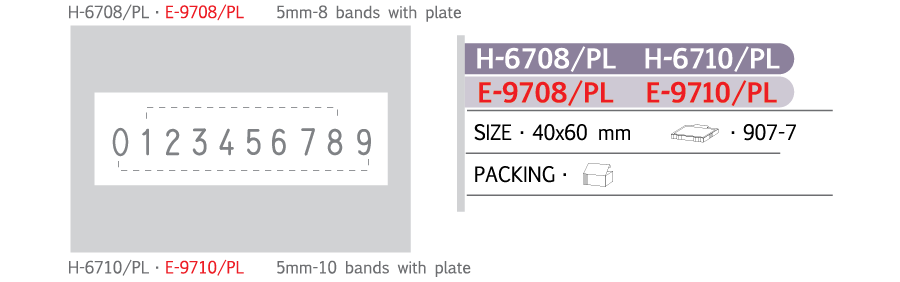 H-6708/PL · E-9708/PL 5mm-8 bands with plate
0 1 2 3 4 5 6 7 8 9
H-6710/PL · E-9710/PL 5mm-10 bands with plate
H-6708/PL H-6710/PL
E-9708/PL E-9710/PL
SIZE · 40x60 mm · 907-7
PACKING ·